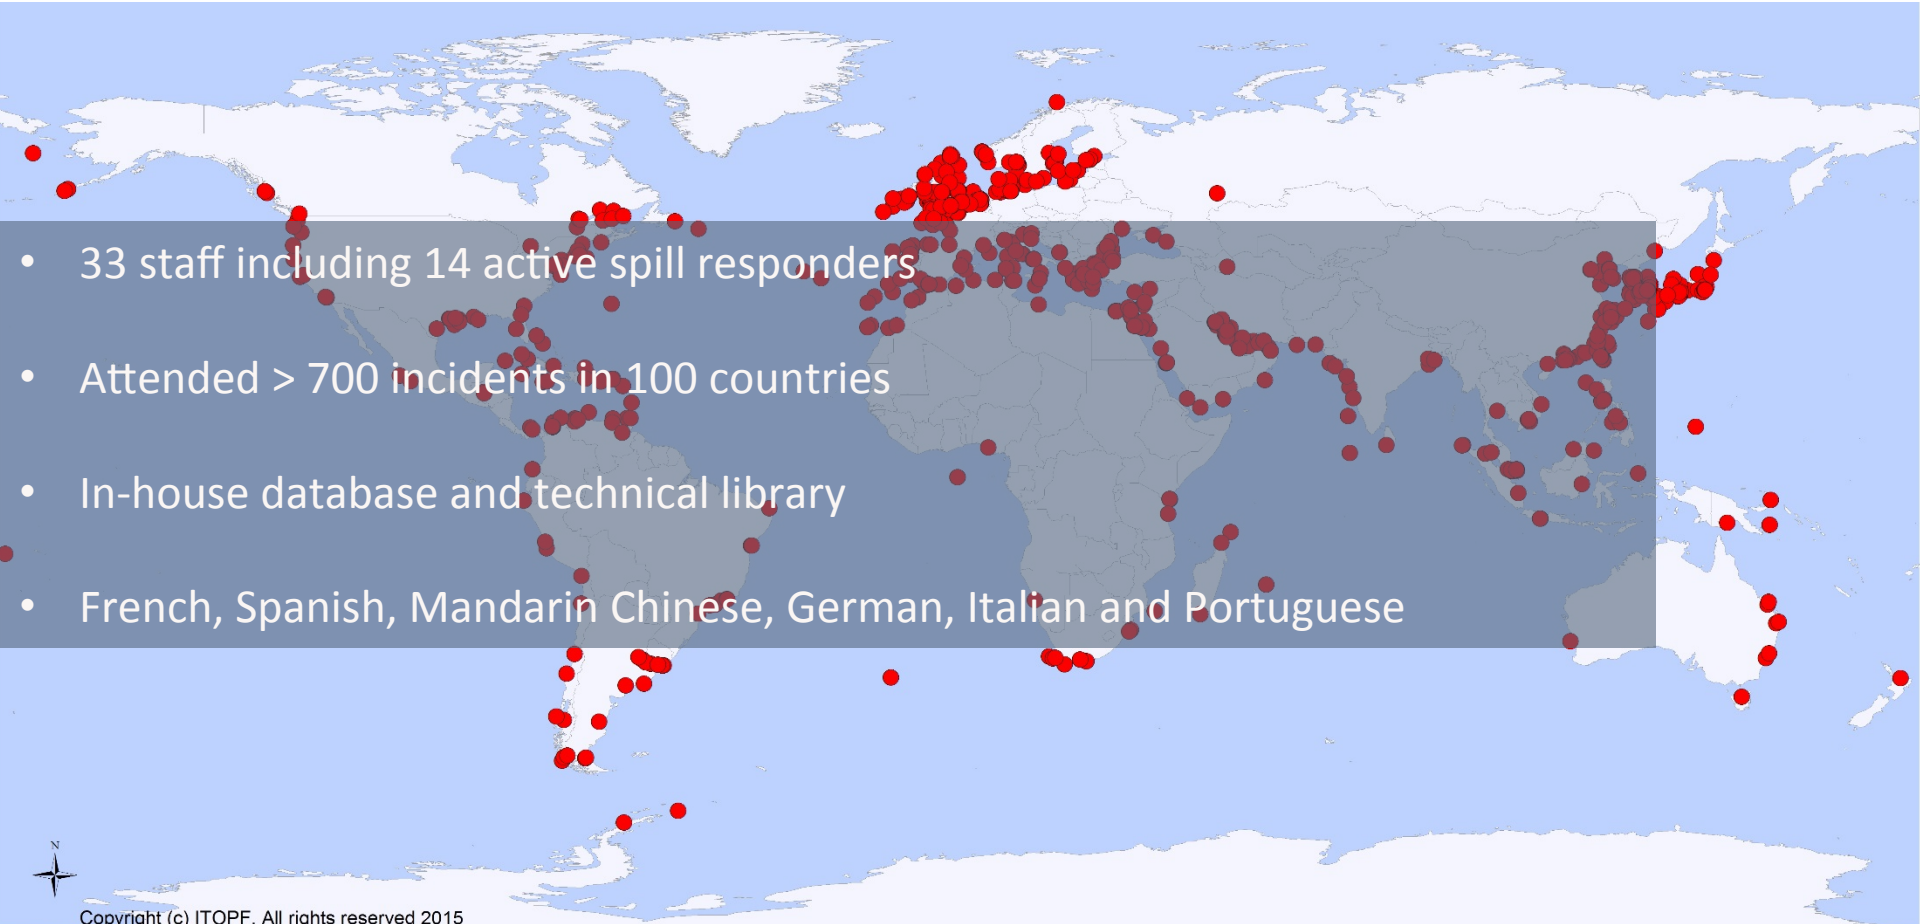 • 33 staff including 14 active spill responders
• Attended > 700 incidents in 100 countries
• In-house database and technical library
• French, Spanish, Mandarin Chinese, German, Italian and Portuguese
N
Copyright (c) ITOPF. All rights reserved 2015